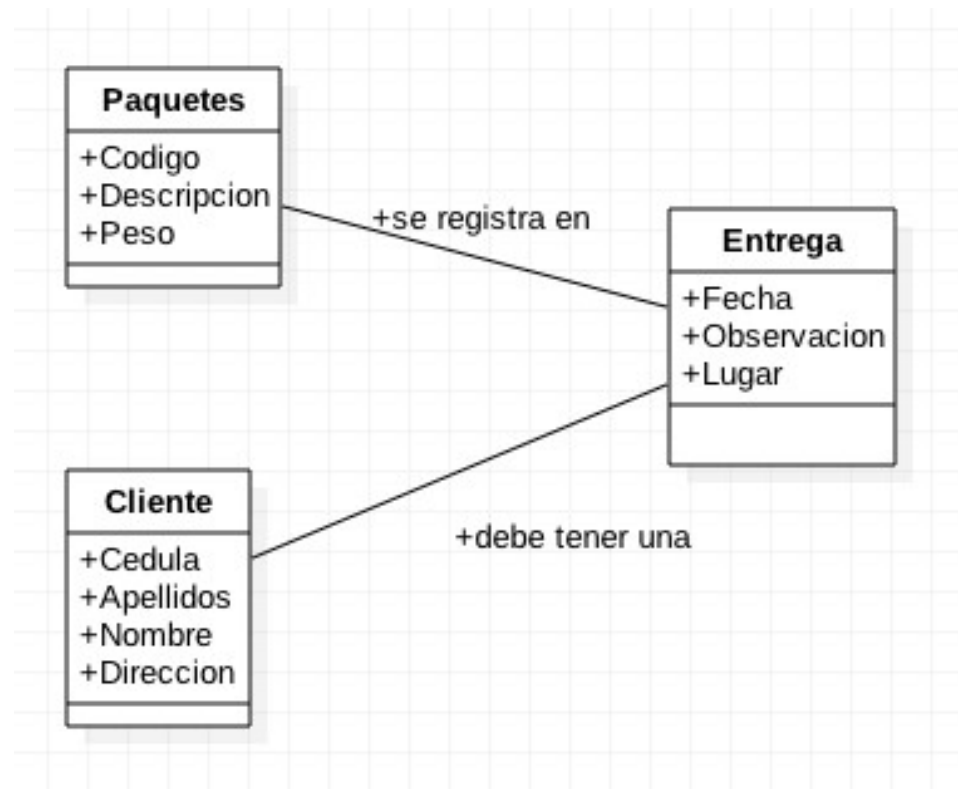 Paquetes
+Codigo
+Descripcion
+Peso
+se registra en
Entrega
+Fecha
+Observacion
+Lugar
Cliente
+Cedula
+Apellidos
+Nombre
+Direccion
+debe tener una